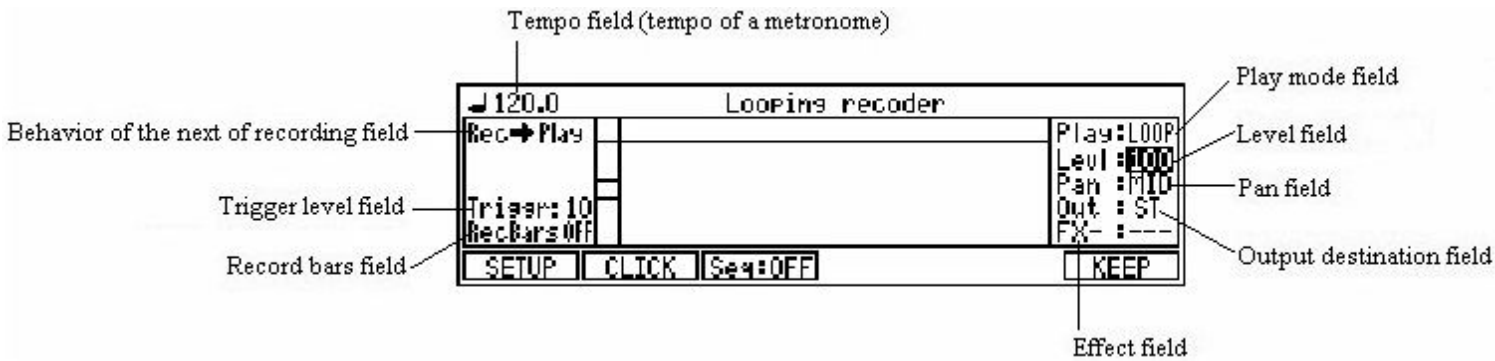 Tempo field (tempo of a metronome)
♩120.0 Looping recoder
Play mode field
Behavior of the next of recording field
Rec➔Play
Play:LOOP
Level field
Levl:100
Pan :MID
Pan field
Trigger level field
Triggr:10
Out :ST
Record bars field
RecBars OFF
FX- :---
Output destination field
SETUP CLICK Seq:OFF KEEP
Effect field